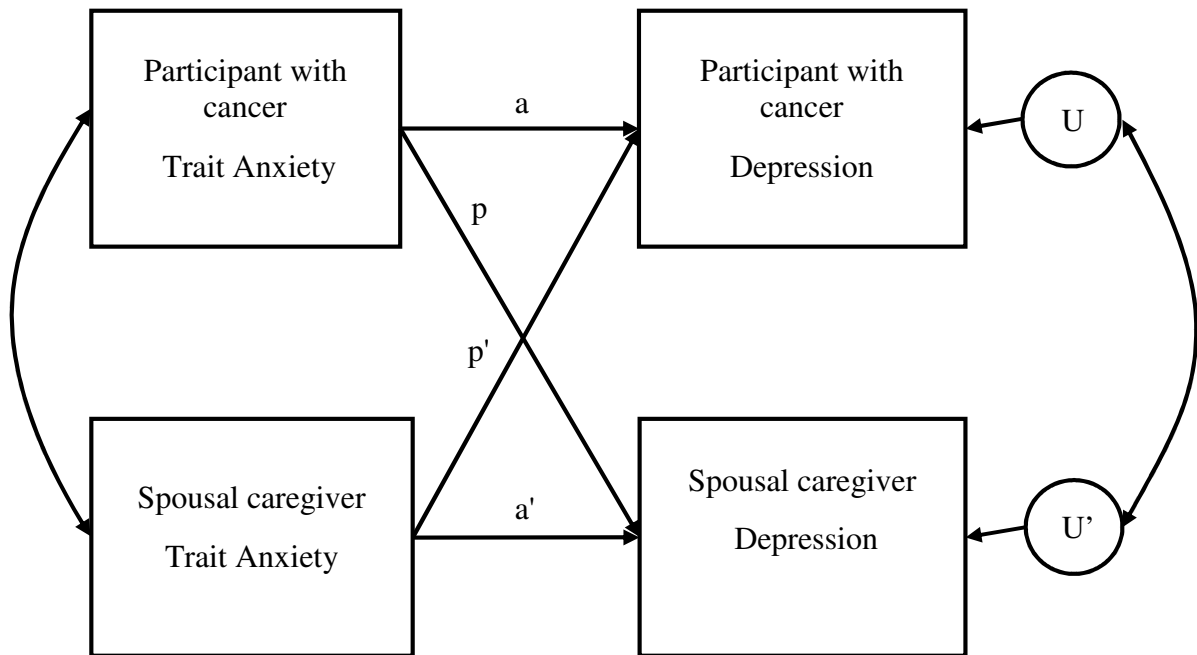 Participant with
cancer
Trait Anxiety
a
Participant with
cancer
Depression
U
p
p'
Spousal caregiver
Trait Anxiety
a'
Spousal caregiver
Depression
U’